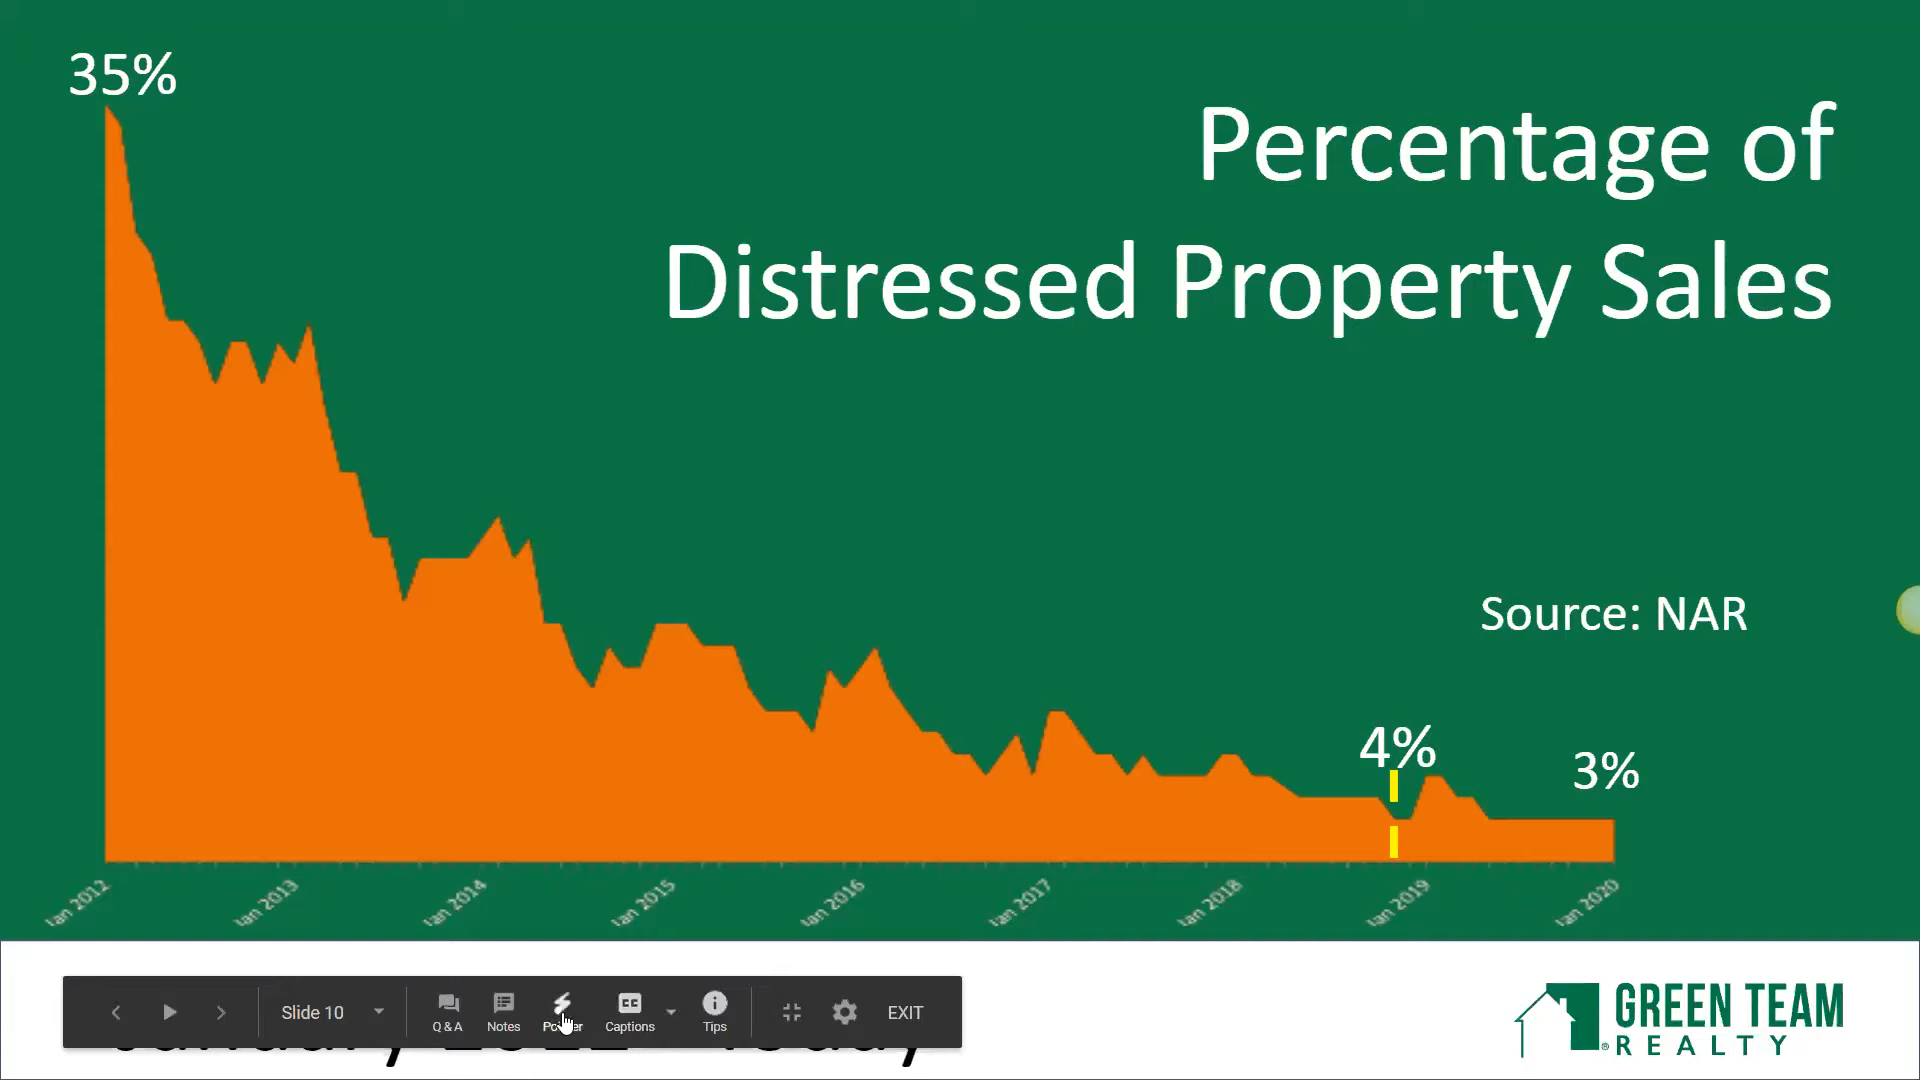 35%
Percentage of
Distressed Property Sales
Source: NAR
4%
3%
Jan 2012
Jan 2013
Jan 2014
Jan 2015
Jan 2016
Jan 2017
Jan 2018
Jan 2019
Jan 2020
Slide 10
Q & A
Notes
Captions
Tips
EXIT
CC
GREEN TEAM
® REALTY